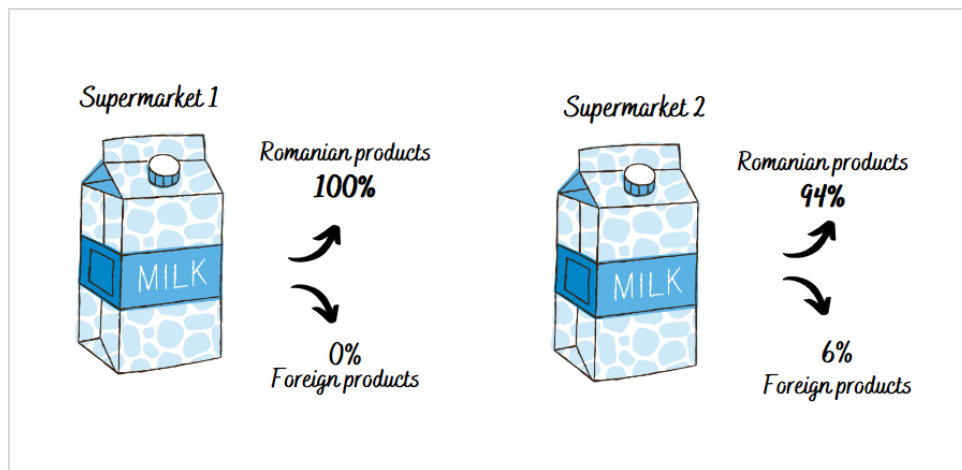 Supermarket 1
Romanian products
100%
MILK
0%
Foreign products
Supermarket 2
Romanian products
94%
MILK
6%
Foreign products